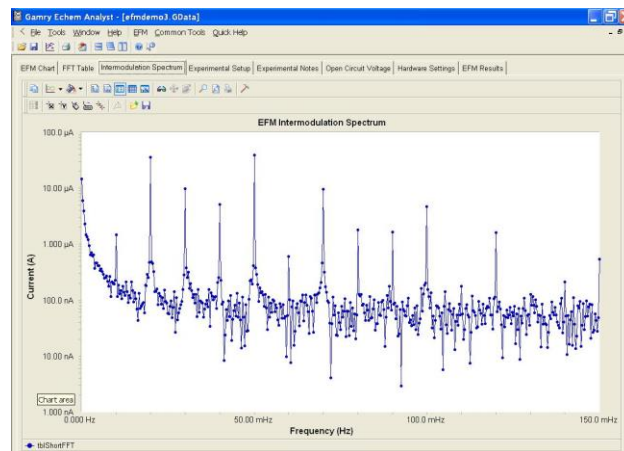 Gamry Echem Analyst - [efmdemo3.GData]
File Tools Window Help EFM Common Tools Quick Help
EFM Chart FFT Table Intermodulation Spectrum Experimental Setup Experimental Notes Open Circuit Voltage Hardware Settings EFM Results
EFM Intermodulation Spectrum
100.0 µA
10.00 µA
1.000 µA
100.0 nA
10.00 nA
1.000 nA
Current (A)
Chart area
0.000 Hz 50.00 mHz 100.0 mHz 150.0 mHz
Frequency (Hz)
tblShortFFT